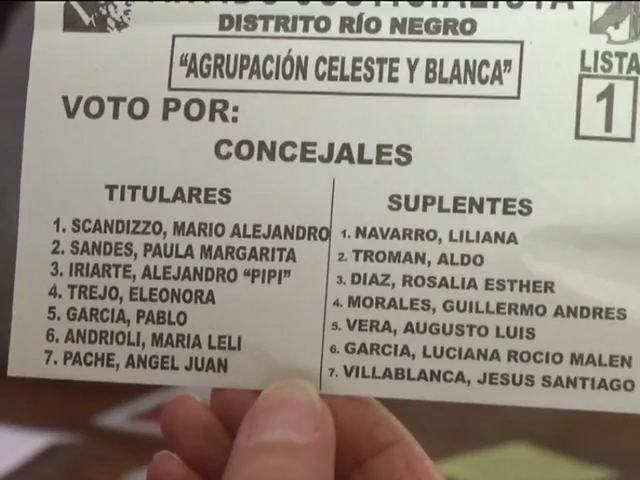 DISTRITO RÍO NEGRO
"AGRUPACIÓN CELESTE Y BLANCA"
LISTA
1
VOTO POR:
CONCEJALES
TITULARES
1. SCANDIZZO, MARIO ALEJANDRO
2. SANDES, PAULA MARGARITA
3. IRIARTE, ALEJANDRO "PIPI"
4. TREJO, ELEONORA
5. GARCIA, PABLO
6. ANDRIOLI, MARIA LELI
7. PACHE, ANGEL JUAN
SUPLENTES
1. NAVARRO, LILIANA
2. TROMAN, ALDO
3. DIAZ, ROSALIA ESTHER
4. MORALES, GUILLERMO ANDRES
5. VERA, AUGUSTO LUIS
6. GARCIA, LUCIANA ROCIO MALEN
7. VILLABLANCA, JESUS SANTIAGO